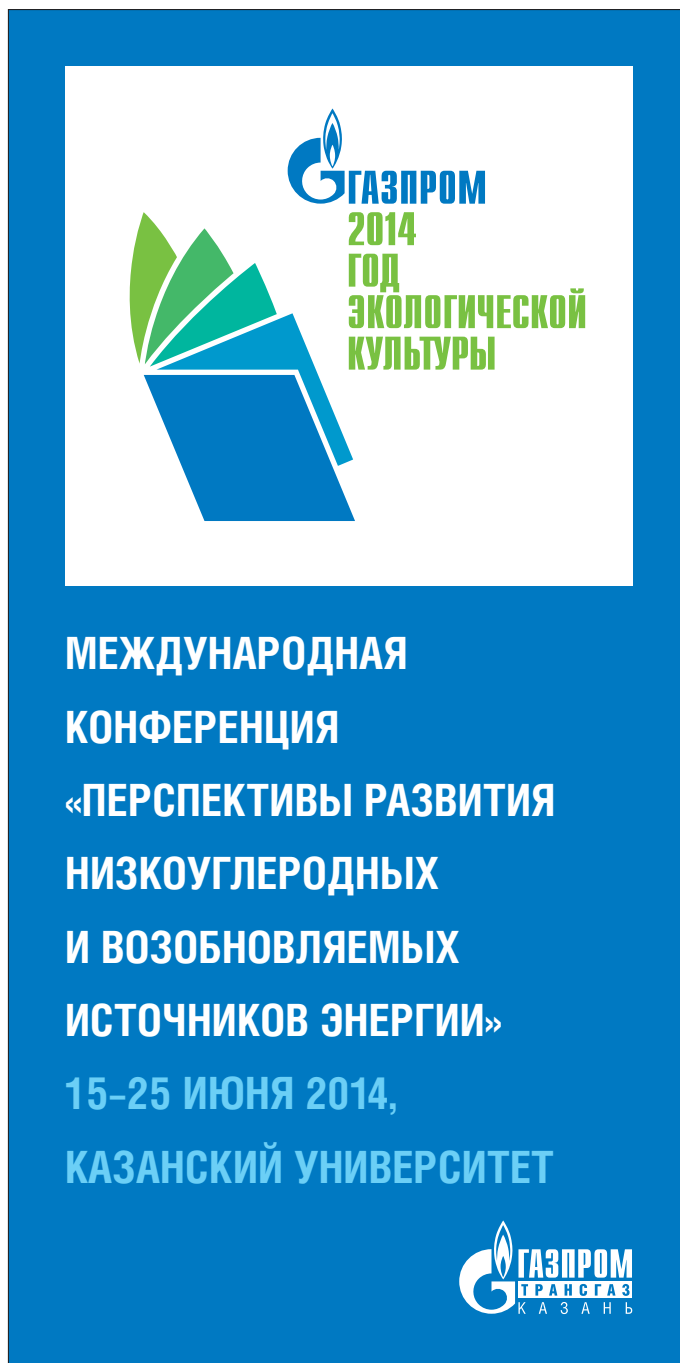 ГАЗПРОМ
2014
ГОД
ЭКОЛОГИЧЕСКОЙ
КУЛЬТУРЫ
МЕЖДУНАРОДНАЯ
КОНФЕРЕНЦИЯ
«ПЕРСПЕКТИВЫ РАЗВИТИЯ
НИЗКОУГЛЕРОДНЫХ
И ВОЗОБНОВЛЯЕМЫХ
ИСТОЧНИКОВ ЭНЕРГИИ»
15–25 ИЮНЯ 2014,
КАЗАНСКИЙ УНИВЕРСИТЕТ
ГАЗПРОМ
ТРАНСГАЗ
КАЗАНЬ